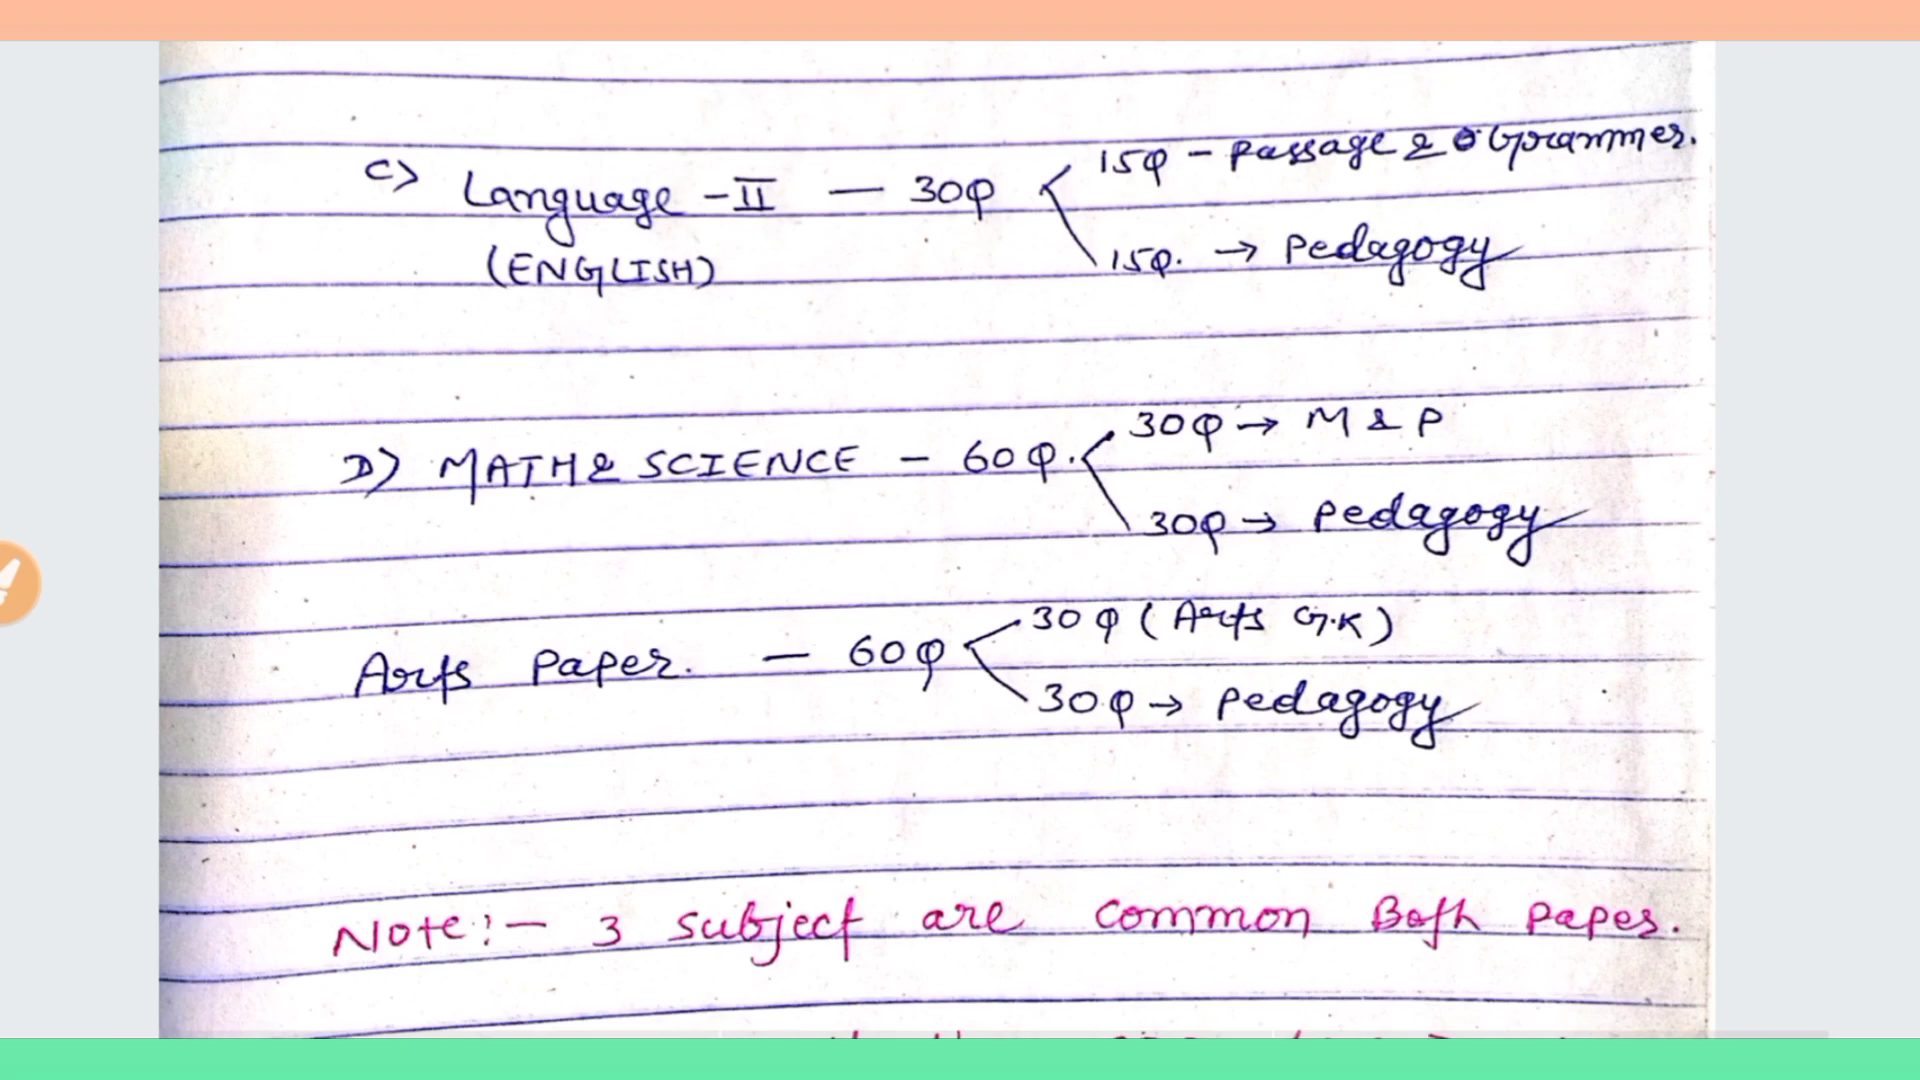 C) Language -II — 30Q
15Q - Passage & Grammer.
15Q. → Pedagogy
(ENGLISH)
D) MATH & SCIENCE - 60Q.
30Q → M & P
30Q → Pedagogy
Arts Paper. — 60Q
30Q (Arts G.K)
30Q → Pedagogy
Note:- 3 subject are common Both Paper.